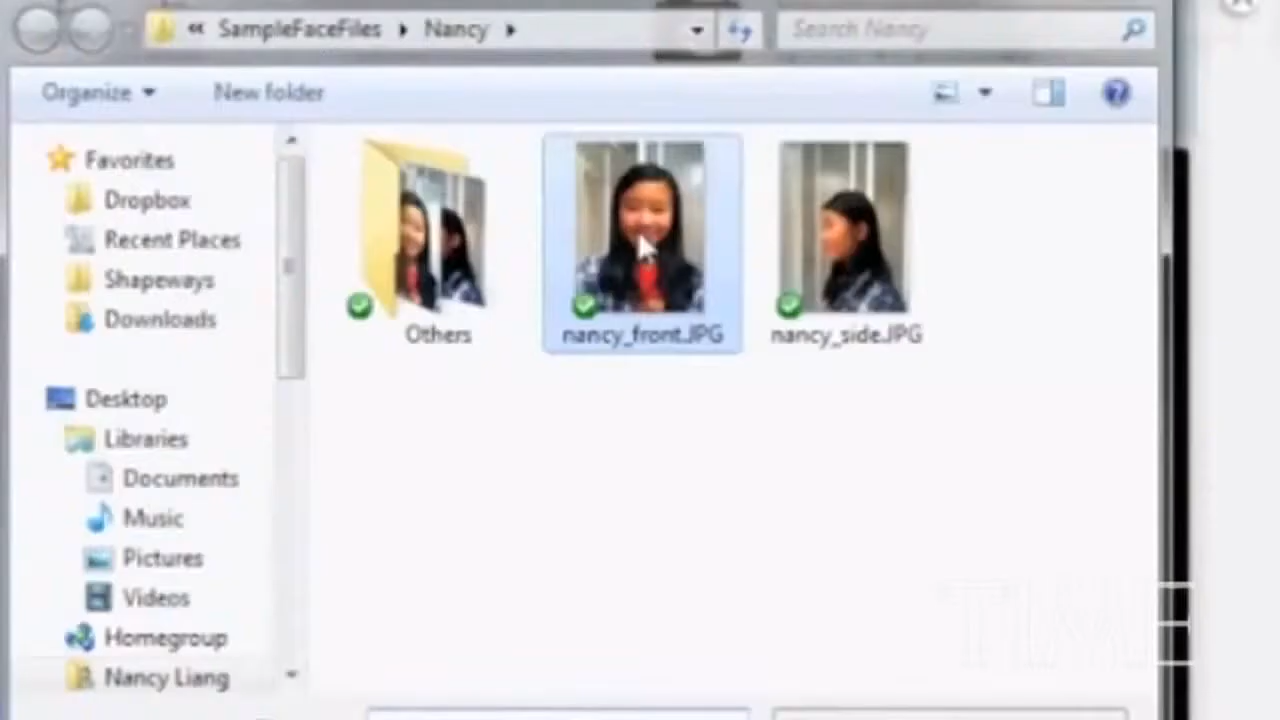 « SampleFaceFiles Nancy
Search Nancy
Organize
New folder
Favorites
Dropbox
Recent Places
Shapeways
Downloads
Desktop
Libraries
Documents
Music
Pictures
Videos
Homegroup
Nancy Liang
Others
nancy_front.JPG
nancy_side.JPG
TIME